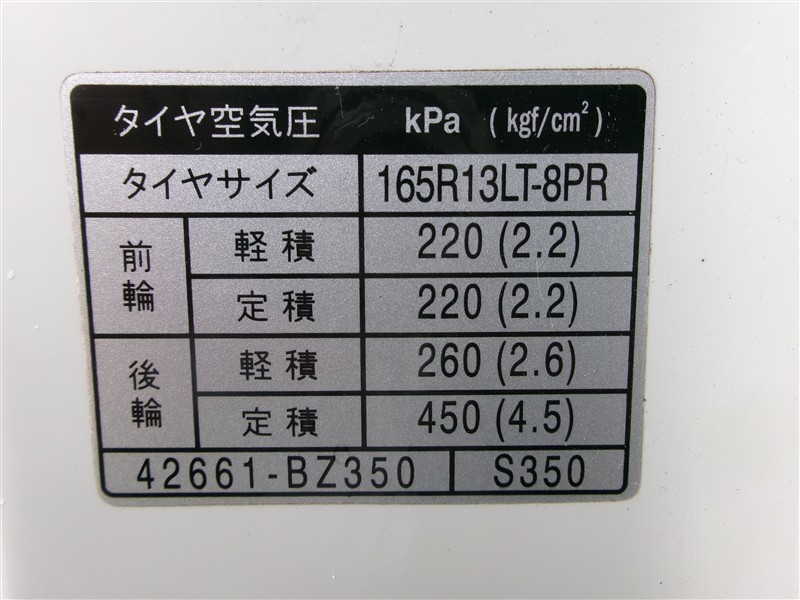 タイヤ空気圧 kPa (kgf/cm²)
タイヤサイズ 165R13LT-8PR
前輪 軽積 220 (2.2)
定積 220 (2.2)
後輪 軽積 260 (2.6)
定積 450 (4.5)
42661-BZ350 S350